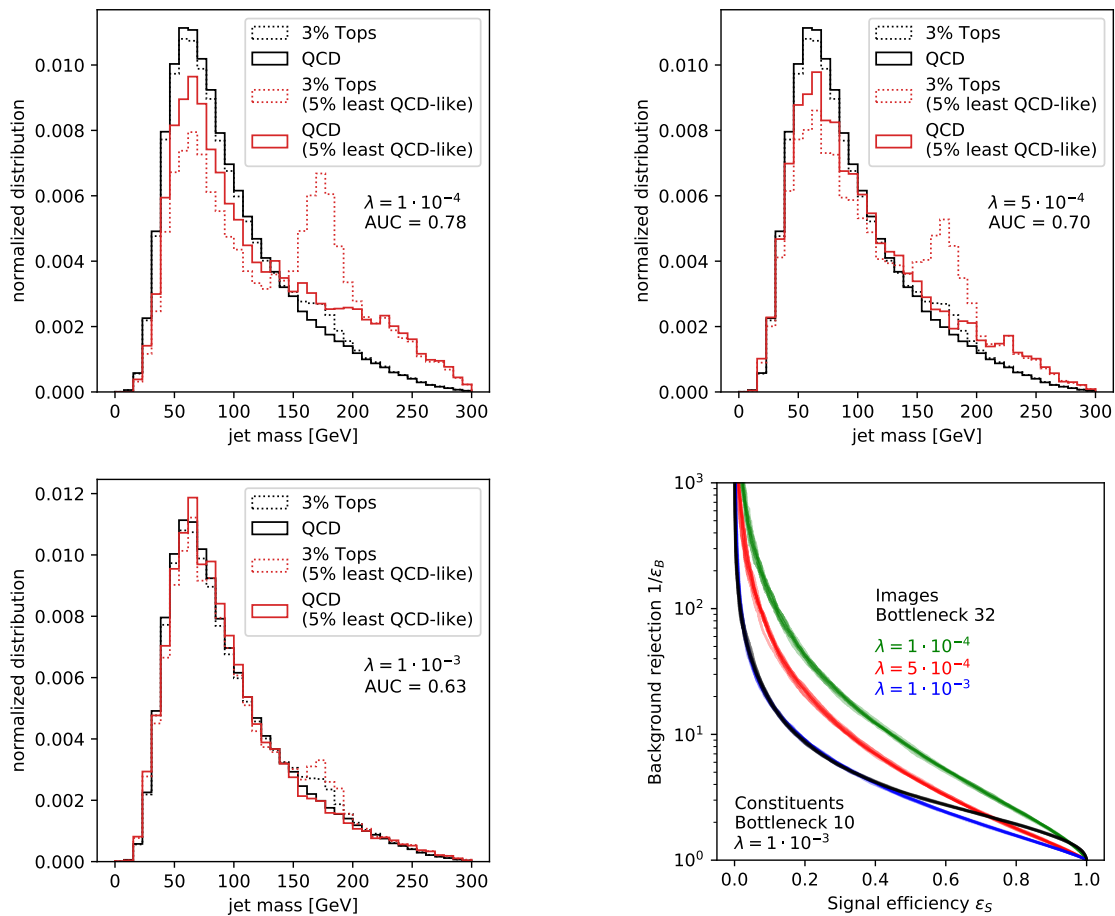 3% Tops
QCD
3% Tops
(5% least QCD-like)
QCD
(5% least QCD-like)
λ = 1 · 10⁻⁴
AUC = 0.78
normalized distribution
0.010
0.008
0.006
0.004
0.002
0.000
0 50 100 150 200 250 300
jet mass [GeV]
3% Tops
QCD
3% Tops
(5% least QCD-like)
QCD
(5% least QCD-like)
λ = 5 · 10⁻⁴
AUC = 0.70
normalized distribution
0.010
0.008
0.006
0.004
0.002
0.000
0 50 100 150 200 250 300
jet mass [GeV]
3% Tops
QCD
3% Tops
(5% least QCD-like)
QCD
(5% least QCD-like)
λ = 1 · 10⁻³
AUC = 0.63
normalized distribution
0.012
0.010
0.008
0.006
0.004
0.002
0.000
0 50 100 150 200 250 300
jet mass [GeV]
Background rejection 1/ε_B
10³
10²
10¹
10⁰
Images
Bottleneck 32
λ = 1 · 10⁻⁴
λ = 5 · 10⁻⁴
λ = 1 · 10⁻³
Constituents
Bottleneck 10
λ = 1 · 10⁻³
0.0 0.2 0.4 0.6 0.8 1.0
Signal efficiency ε_S